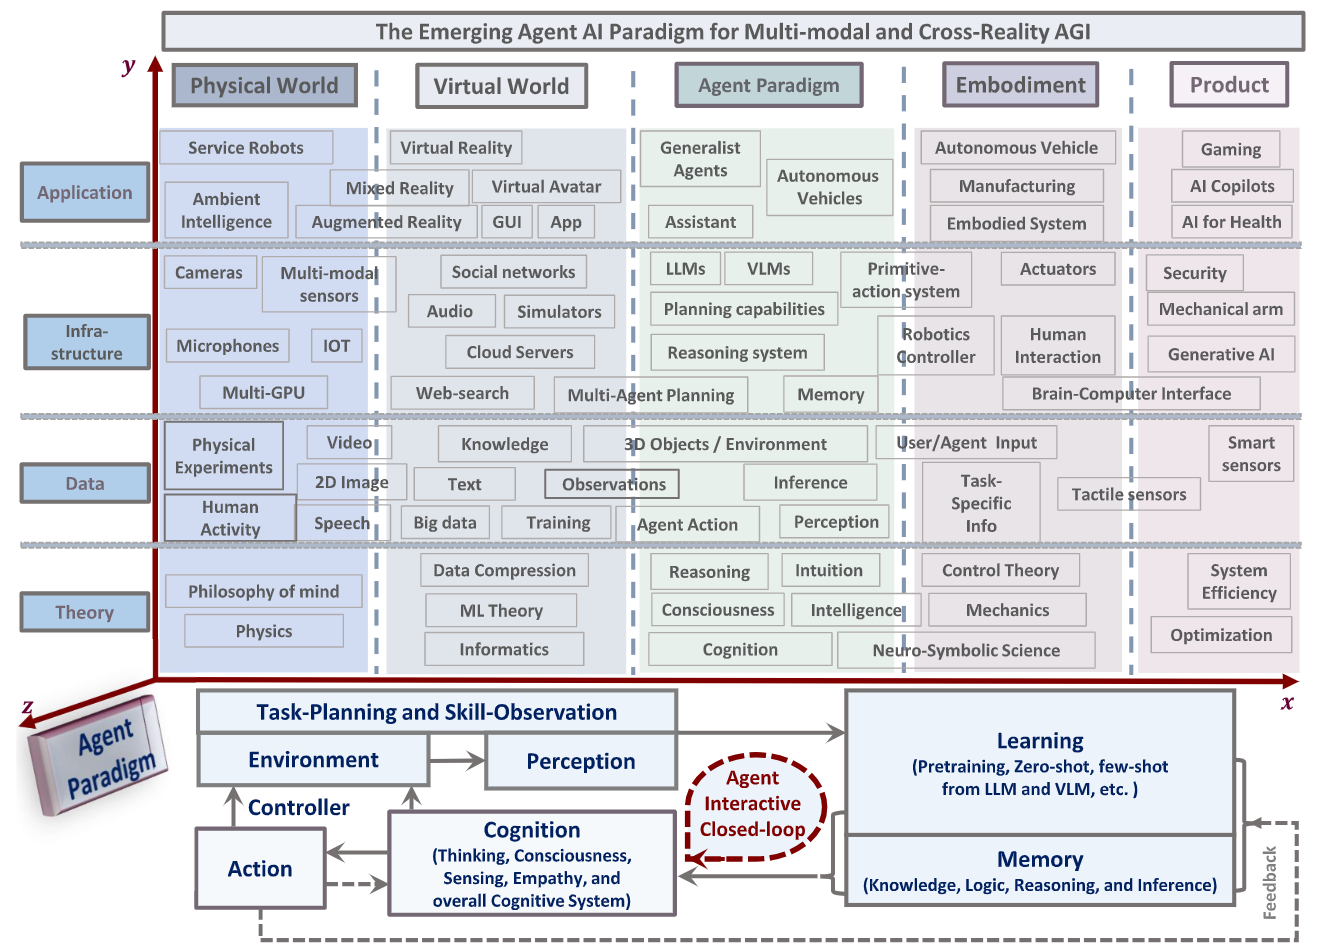 The Emerging Agent AI Paradigm for Multi-modal and Cross-Reality AGI
y
Physical World
Virtual World
Agent Paradigm
Embodiment
Product
Application
Service Robots
Ambient
Intelligence
Mixed Reality
Augmented Reality
Virtual Reality
Virtual Avatar
GUI
App
Generalist
Agents
Autonomous
Vehicles
Assistant
Autonomous Vehicle
Manufacturing
Embodied System
Gaming
AI Copilots
AI for Health
Infra-
structure
Cameras
Multi-modal
sensors
Microphones
IOT
Multi-GPU
Social networks
Audio
Simulators
Cloud Servers
Web-search
Multi-Agent Planning
LLMs
VLMs
Planning capabilities
Reasoning system
Memory
Primitive-
action system
Robotics
Controller
Actuators
Human
Interaction
Brain-Computer Interface
Security
Mechanical arm
Generative AI
Data
Physical
Experiments
Human
Activity
Video
2D Image
Speech
Knowledge
Text
Big data
Training
3D Objects / Environment
Observations
Agent Action
Inference
Perception
User/Agent Input
Task-
Specific
Info
Tactile sensors
Smart
sensors
Theory
Philosophy of mind
Physics
Data Compression
ML Theory
Informatics
Reasoning
Intuition
Consciousness
Intelligence
Cognition
Neuro-Symbolic Science
Control Theory
Mechanics
System
Efficiency
Optimization
z
x
Agent
Paradigm
Task-Planning and Skill-Observation
Environment
Perception
Controller
Action
Cognition
(Thinking, Consciousness,
Sensing, Empathy, and
overall Cognitive System)
Agent
Interactive
Closed-loop
Learning
(Pretraining, Zero-shot, few-shot
from LLM and VLM, etc. )
Memory
(Knowledge, Logic, Reasoning, and Inference)
Feedback